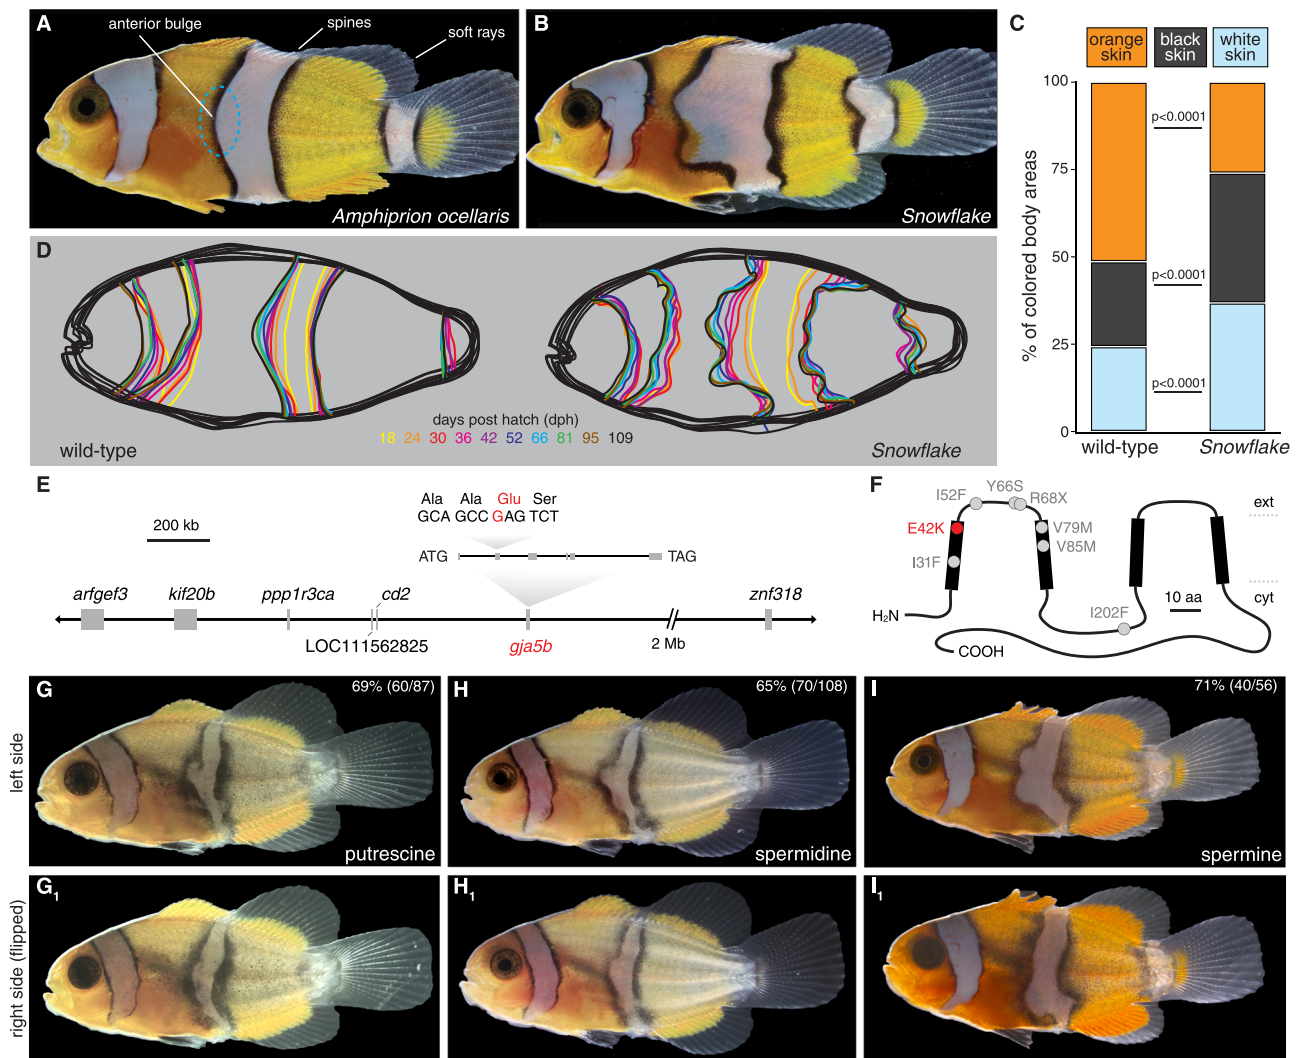 A
anterior bulge
spines
soft rays
Amphiprion ocellaris
B
Snowflake
C
orange skin
black skin
white skin
% of colored body areas
100
75
50
25
0
p<0.0001
p<0.0001
p<0.0001
wild-type
Snowflake
D
days post hatch (dph)
18 24 30 36 42 52 66 81 95 109
wild-type
Snowflake
E
200 kb
Ala Ala Glu Ser
GCA GCC GAG TCT
ATG
TAG
arfgef3
kif20b
ppp1r3ca
cd2
znf318
LOC111562825
gja5b
2 Mb
F
I52F
Y66S
R68X
E42K
V79M
V85M
I31F
I202F
ext
cyt
10 aa
H₂N
COOH
left side
G
69% (60/87)
putrescine
H
65% (70/108)
spermidine
I
71% (40/56)
spermine
right side (flipped)
G₁
H₁
I₁